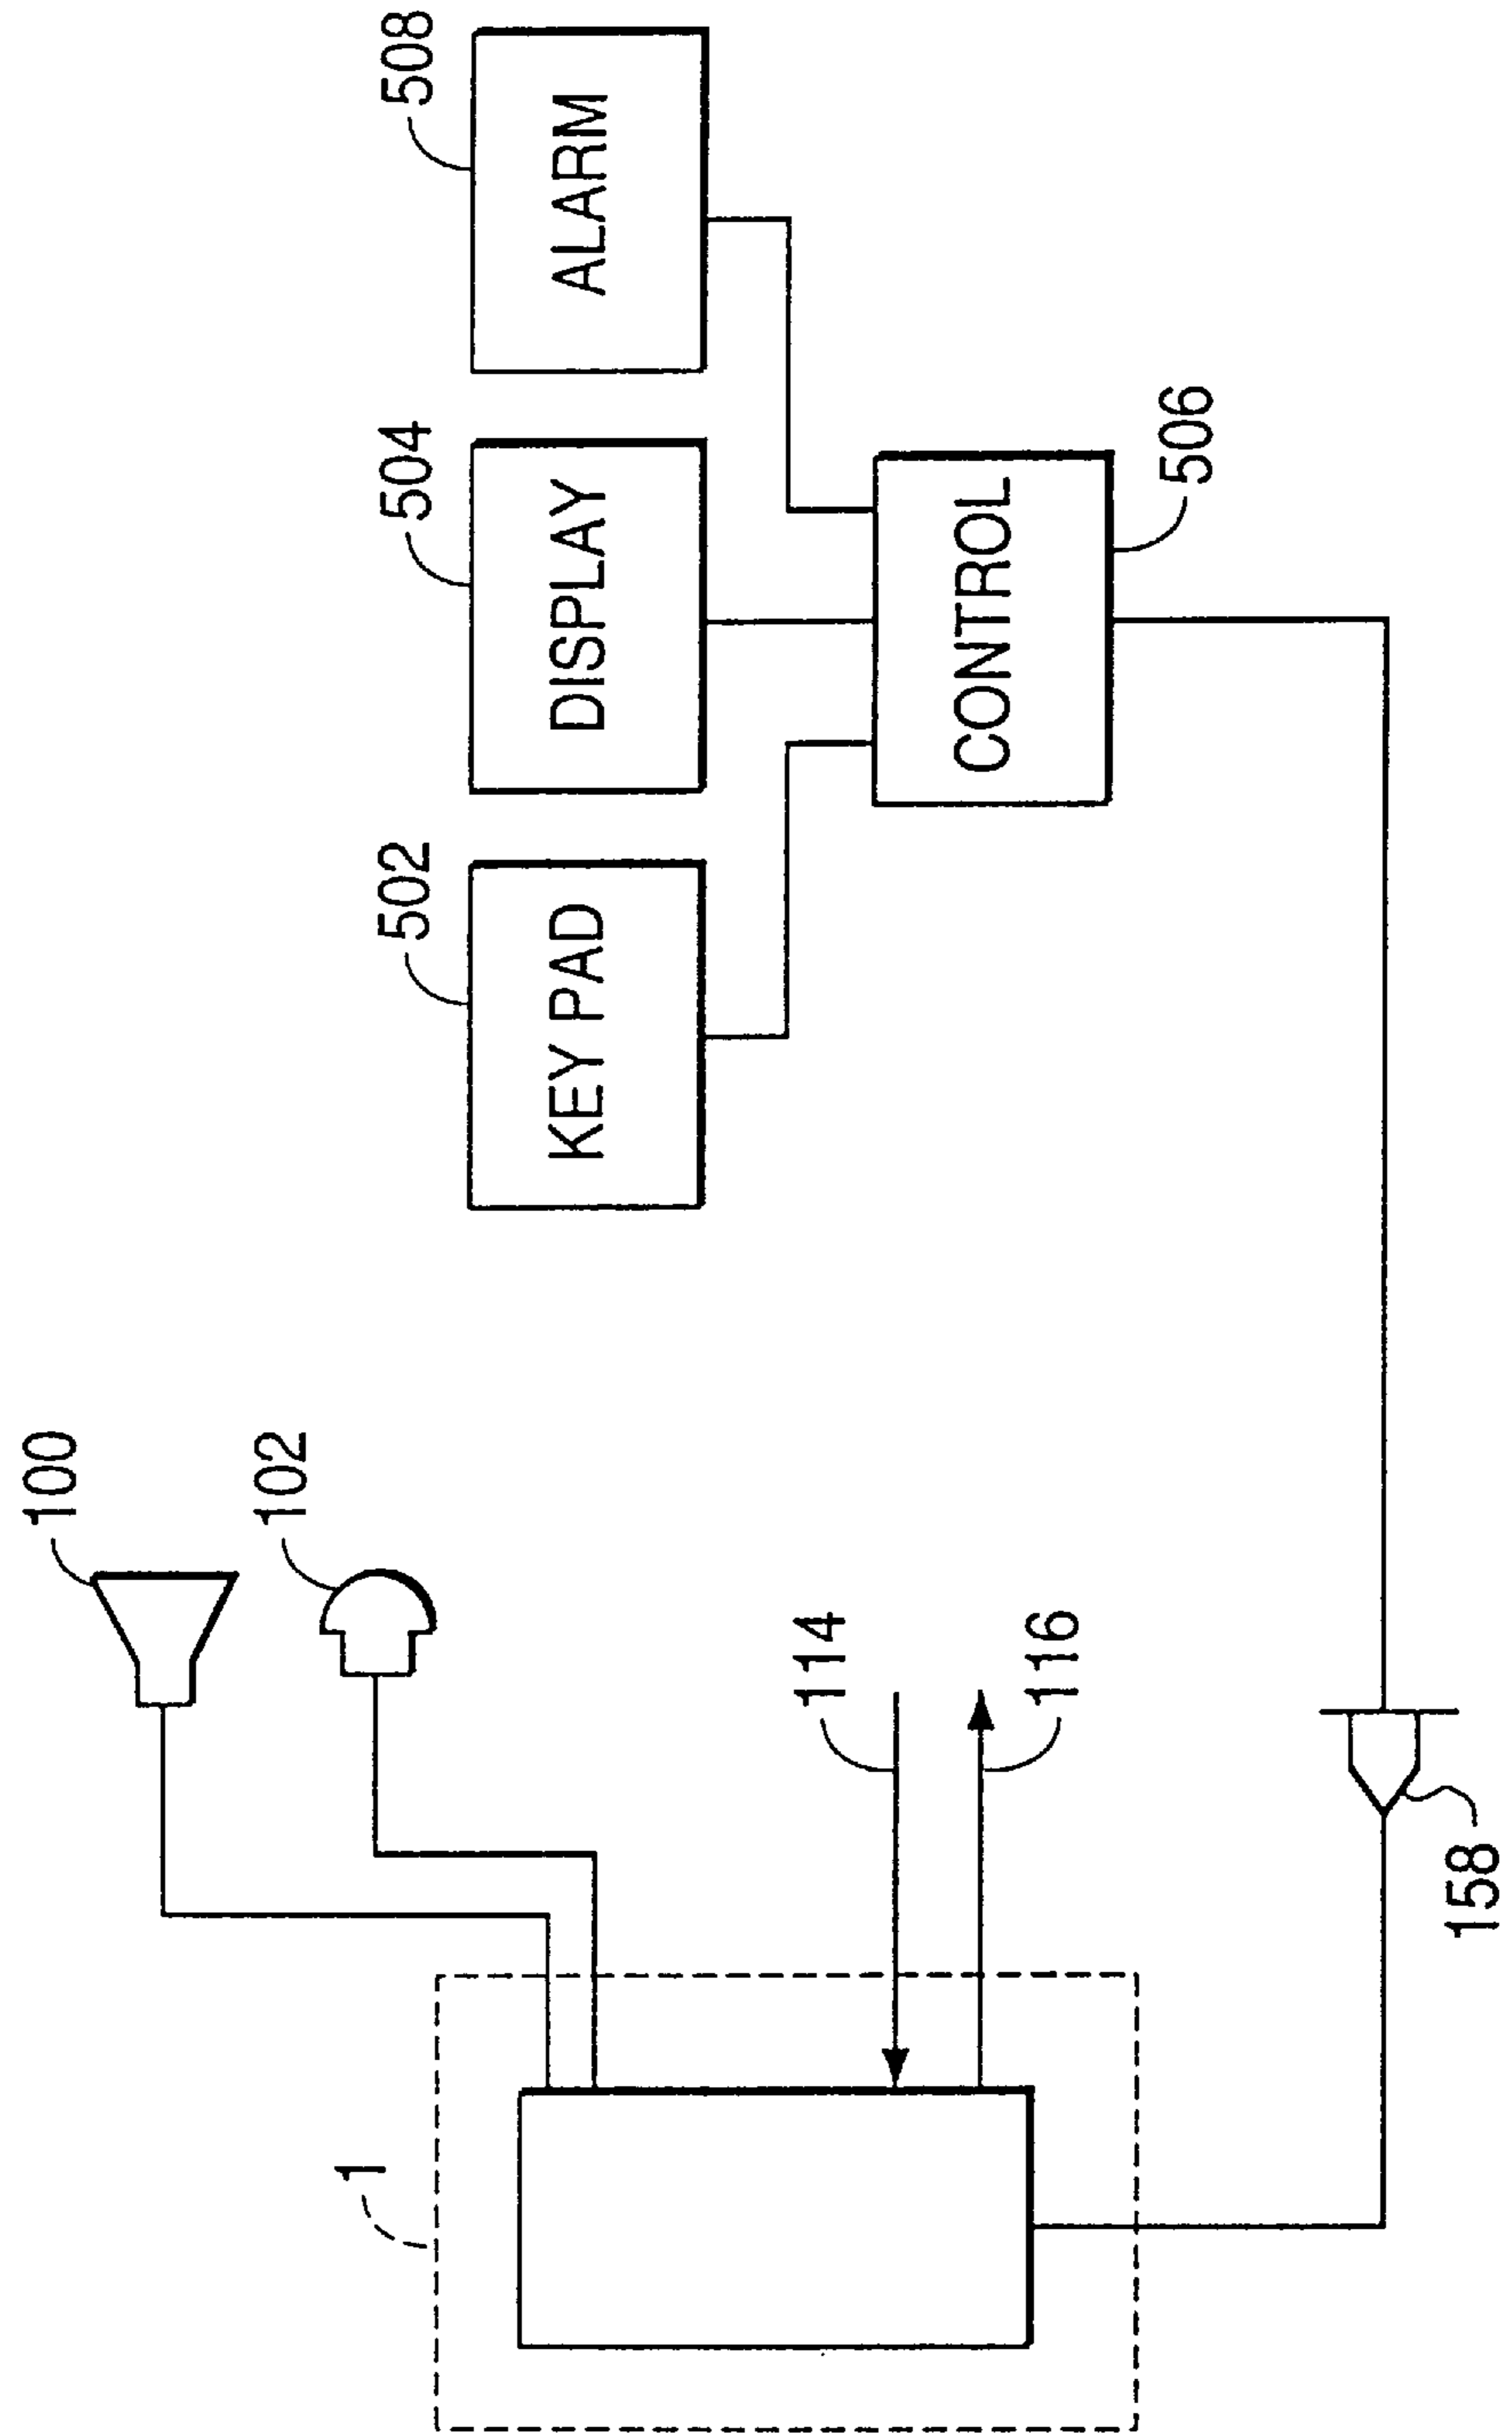 100
102
1
114
116
158
502
KEY PAD
504
DISPLAY
508
ALARM
CONTROL
506